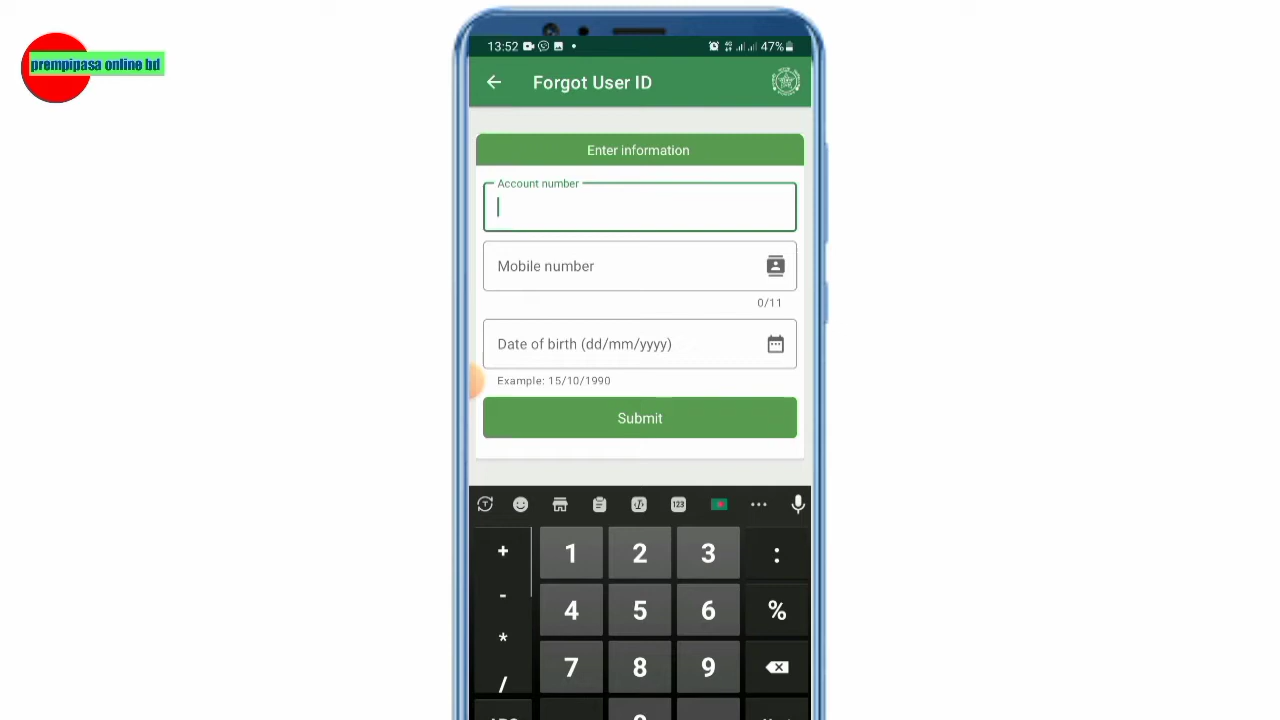 prempipasa online bd
13:52
47%
Forgot User ID
Enter information
Account number
Mobile number
0/11
Date of birth (dd/mm/yyyy)
Example: 15/10/1990
Submit
123
+ 1 2 3 :
- 4 5 6 %
*
7 8 9
/